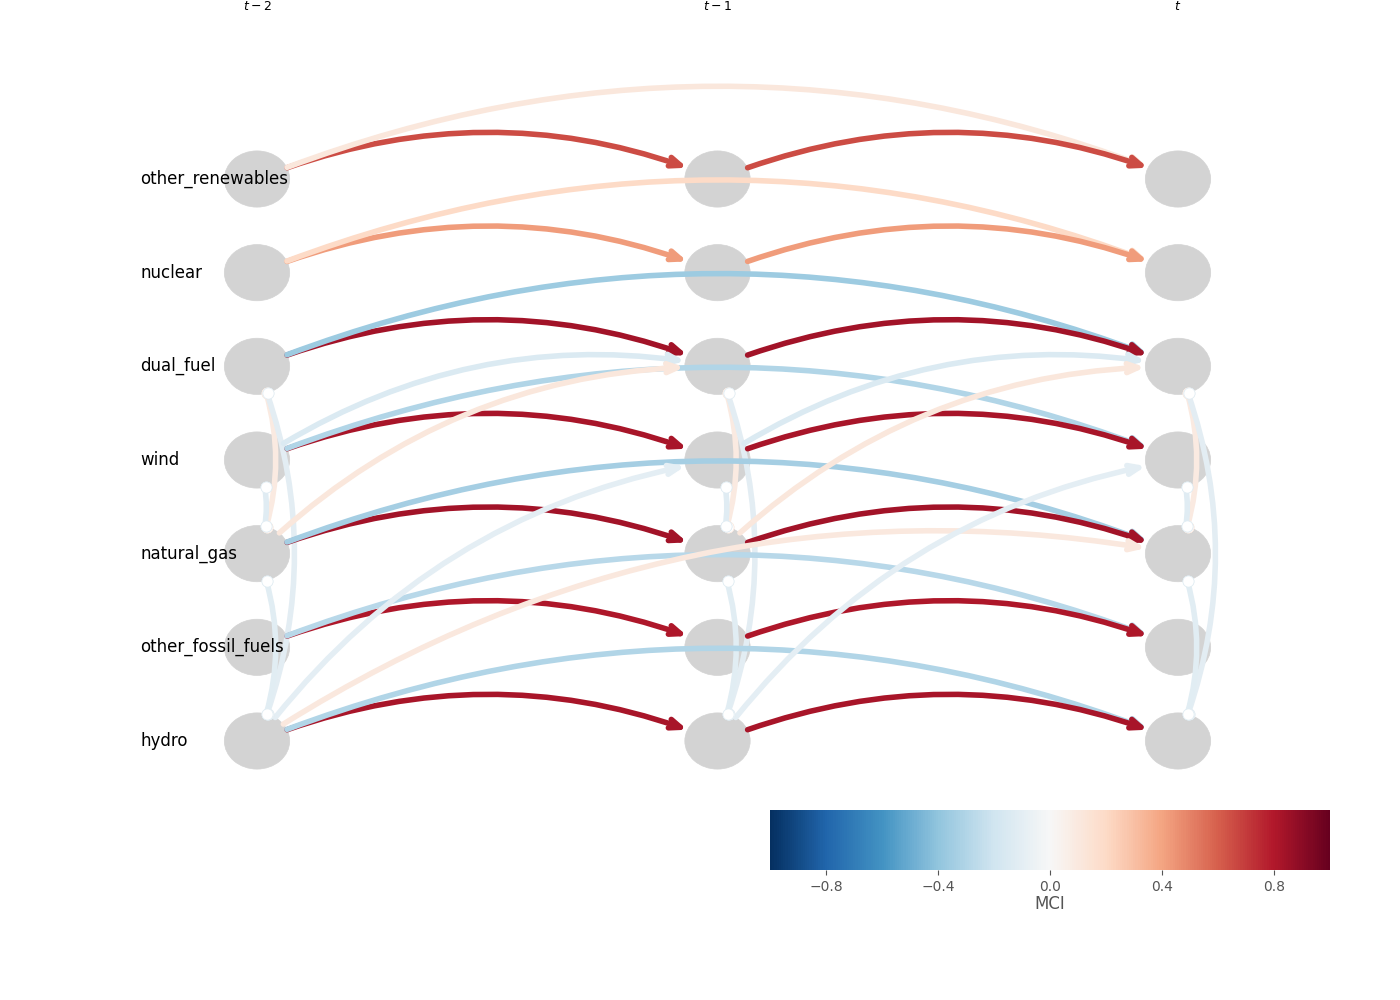 t − 2 t − 1 t
other_renewables
nuclear
dual_fuel
wind
natural_gas
other_fossil_fuels
hydro
−0.8 −0.4 0.0 0.4 0.8
MCI